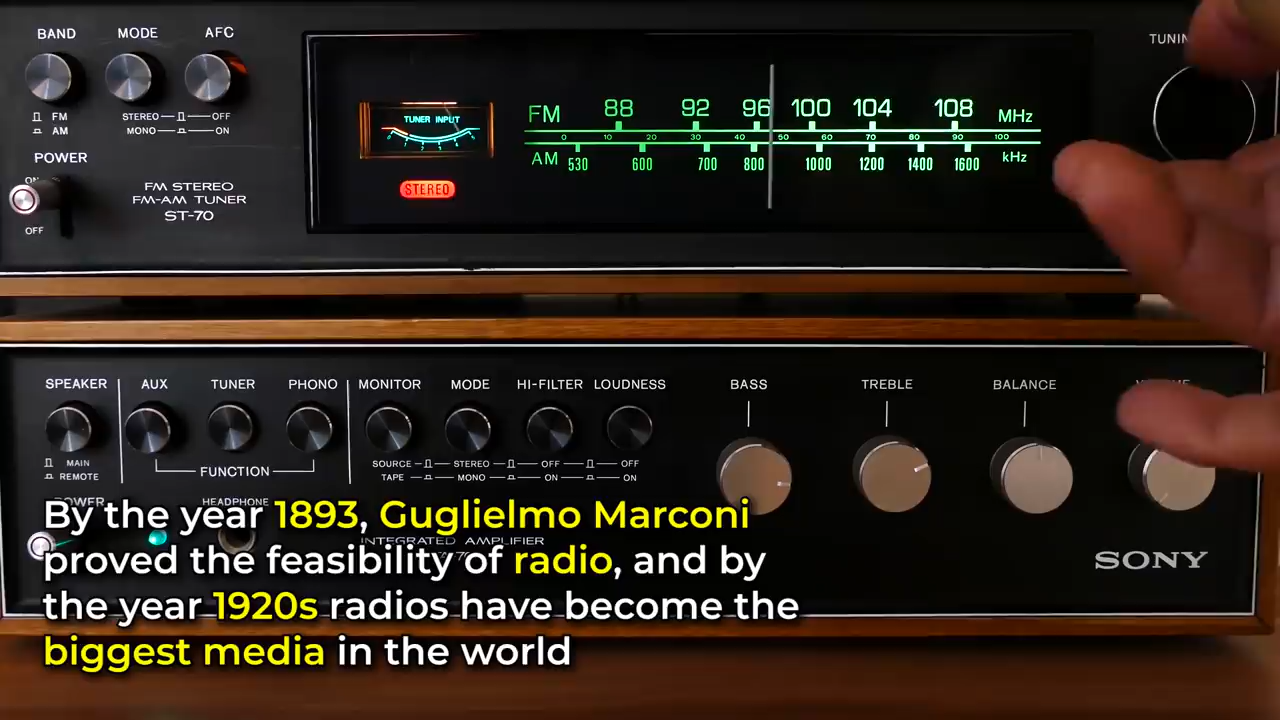 BAND MODE AFC
FM STEREO OFF
AM MONO ON
POWER
ON
OFF
FM STEREO
FM-AM TUNER
ST-70
TUNER INPUT
STEREO
FM 88 92 96 100 104 108 MHz
0 10 20 30 40 50 60 70 80 90 100
AM 530 600 700 800 1000 1200 1400 1600 kHz
SPEAKER AUX TUNER PHONO MONITOR MODE HI-FILTER LOUDNESS BASS TREBLE BALANCE
MAIN
REMOTE
FUNCTION
SOURCE STEREO OFF OFF
TAPE MONO ON ON
POWER HEADPHONE
INTEGRATED AMPLIFIER
SONY
By the year 1893, Guglielmo Marconi
proved the feasibility of radio, and by
the year 1920s radios have become the
biggest media in the world